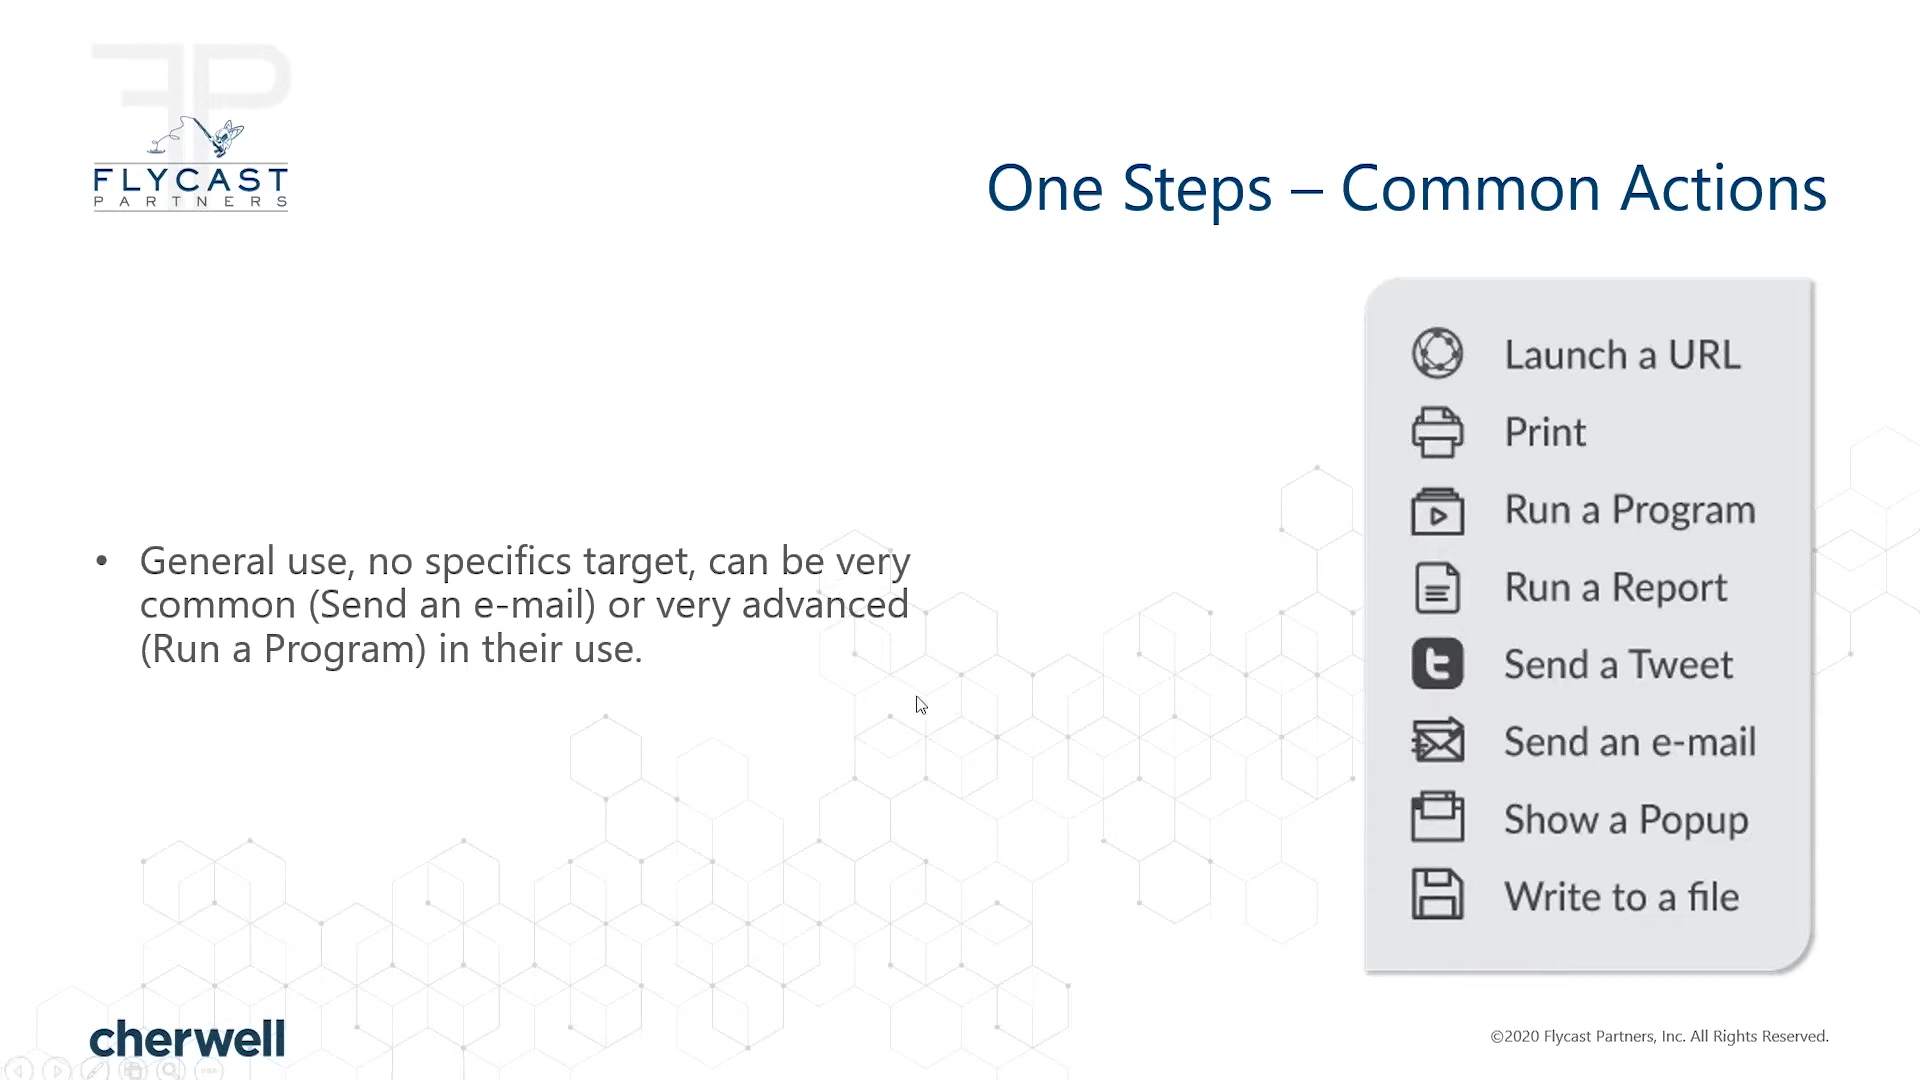 FP
FLYCAST
PARTNERS
One Steps – Common Actions
• General use, no specifics target, can be very
common (Send an e-mail) or very advanced
(Run a Program) in their use.
Launch a URL
Print
Run a Program
Run a Report
Send a Tweet
Send an e-mail
Show a Popup
Write to a file
cherwell
©2020 Flycast Partners, Inc. All Rights Reserved.